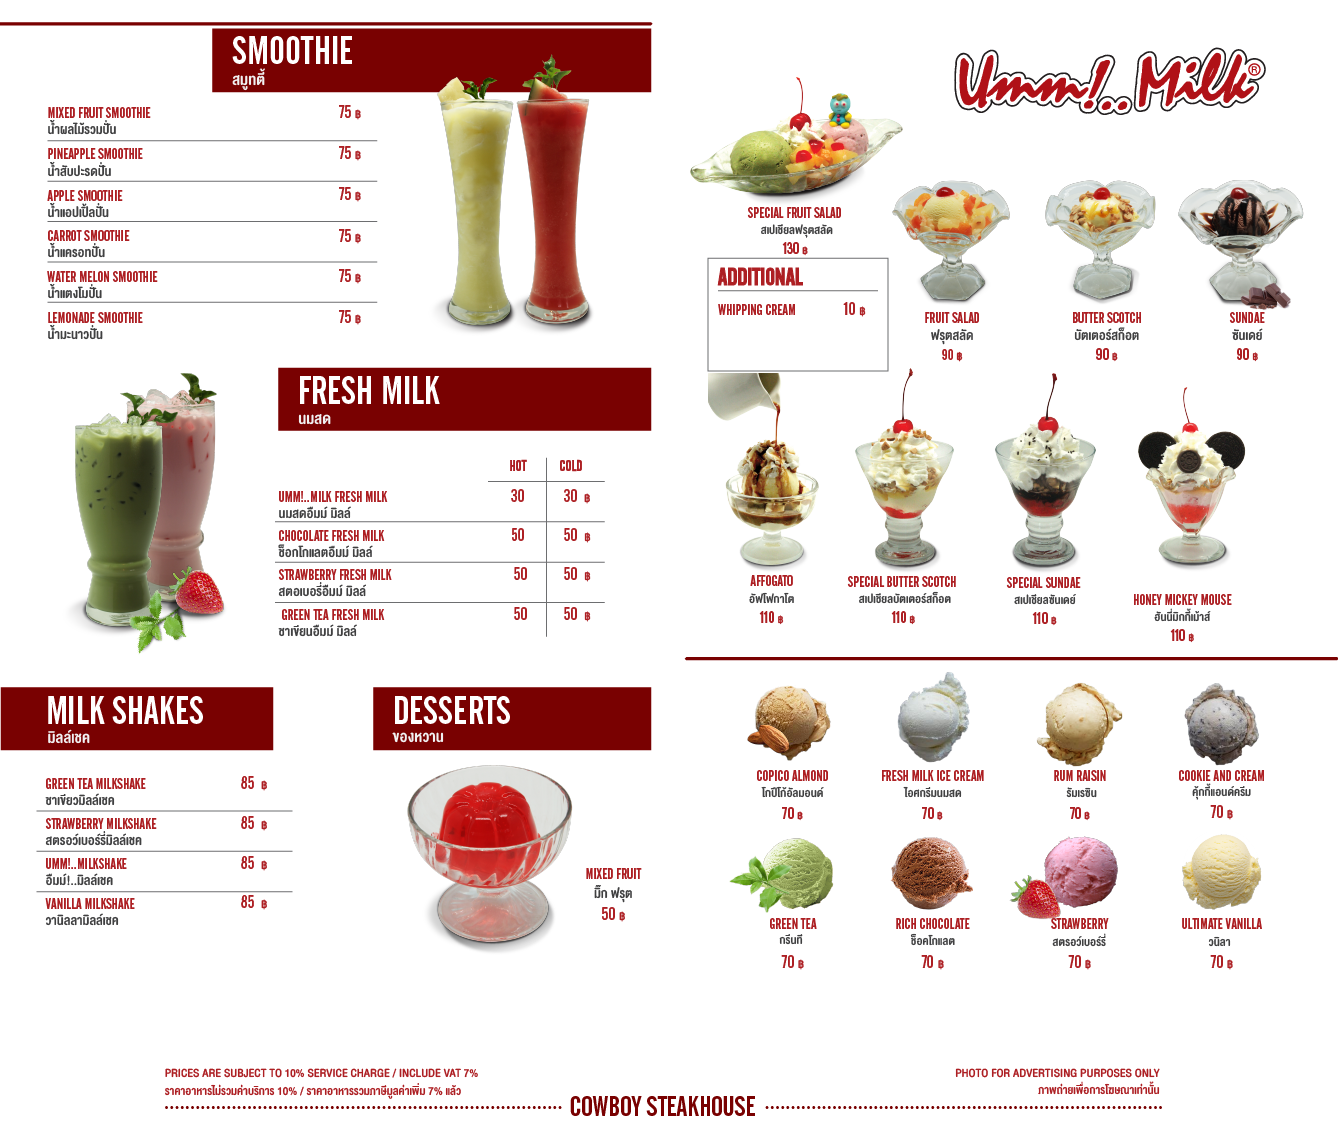 SMOOTHIE
สมูทตี้
MIXED FRUIT SMOOTHIE 75 ฿
น้ำผลไม้รวมปั่น
PINEAPPLE SMOOTHIE 75 ฿
น้ำสับปะรดปั่น
APPLE SMOOTHIE 75 ฿
น้ำแอปเปิ้ลปั่น
CARROT SMOOTHIE 75 ฿
น้ำแครอทปั่น
WATER MELON SMOOTHIE 75 ฿
น้ำแตงโมปั่น
LEMONADE SMOOTHIE 75 ฿
น้ำมะนาวปั่น
FRESH MILK
นมสด
HOT COLD
UMM!..MILK FRESH MILK 30 30 ฿
นมสดอืมม์ มิลล์
CHOCOLATE FRESH MILK 50 50 ฿
ช็อกโกแลตอืมม์ มิลล์
STRAWBERRY FRESH MILK 50 50 ฿
สตอเบอรี่อืมม์ มิลล์
GREEN TEA FRESH MILK 50 50 ฿
ชาเขียนอืมม์ มิลล์
MILK SHAKES
มิลล์เชค
GREEN TEA MILKSHAKE 85 ฿
ชาเขียวมิลล์เชค
STRAWBERRY MILKSHAKE 85 ฿
สตรอว์เบอร์รี่มิลล์เชค
UMM!..MILKSHAKE 85 ฿
อืมม์!..มิลล์เชค
VANILLA MILKSHAKE 85 ฿
วานิลลามิลล์เชค
DESSERTS
ของหวาน
MIXED FRUIT
มิ๊ก ฟรุต
50 ฿
Umm!..Milk®
SPECIAL FRUIT SALAD
สเปเชียลฟรุตสลัด
130 ฿
ADDITIONAL
WHIPPING CREAM 10 ฿
FRUIT SALAD
ฟรุตสลัด
90 ฿
BUTTER SCOTCH
บัตเตอร์สก็อต
90 ฿
SUNDAE
ซันเดย์
90 ฿
AFFOGATO
อัฟโฟกาโต
110 ฿
SPECIAL BUTTER SCOTCH
สเปเชียลบัตเตอร์สก็อต
110 ฿
SPECIAL SUNDAE
สเปเชียลซันเดย์
110 ฿
HONEY MICKEY MOUSE
ฮันนี่มิกกี้เม้าส์
110 ฿
COPICO ALMOND
โกปิโก้อัลมอนด์
70 ฿
FRESH MILK ICE CREAM
ไอศกรีมนมสด
70 ฿
RUM RAISIN
รัมเรซิน
70 ฿
COOKIE AND CREAM
คุ้กกี้แอนด์ครีม
70 ฿
GREEN TEA
กรีนที
70 ฿
RICH CHOCOLATE
ช็อคโกแลต
70 ฿
STRAWBERRY
สตรอว์เบอร์รี่
70 ฿
ULTIMATE VANILLA
วนิลา
70 ฿
PRICES ARE SUBJECT TO 10% SERVICE CHARGE / INCLUDE VAT 7%
ราคาอาหารไม่รวมค่าบริการ 10% / ราคาอาหารรวมภาษีมูลค่าเพิ่ม 7% แล้ว
PHOTO FOR ADVERTISING PURPOSES ONLY
ภาพถ่ายเพื่อการโฆษณาเท่านั้น
COWBOY STEAKHOUSE